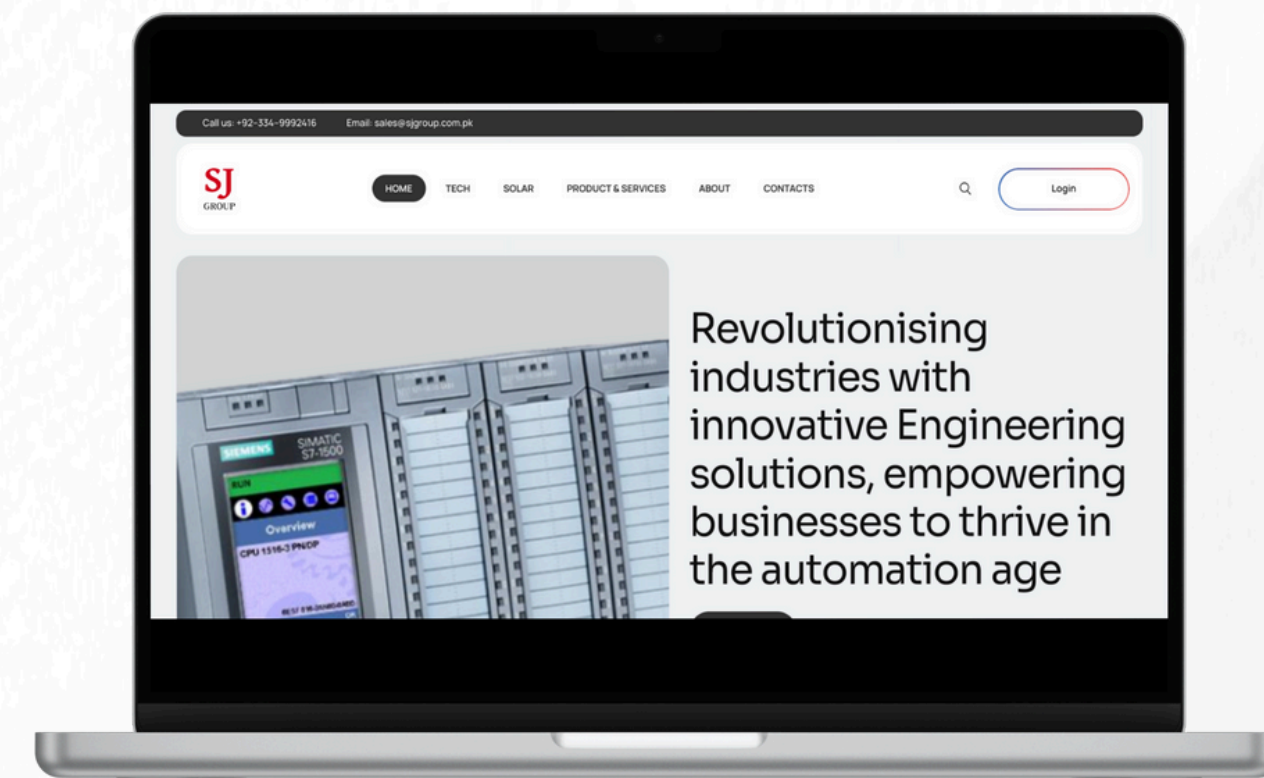 Call us: +92-334-9992416 Email: sales@sjgroup.com.pk
SJ
GROUP
HOME TECH SOLAR PRODUCT & SERVICES ABOUT CONTACTS Login
SIEMENS SIMATIC
S7-1500
RUN
Overview
CPU 1516-3 PN/DP
Revolutionising
industries with
innovative Engineering
solutions, empowering
businesses to thrive in
the automation age